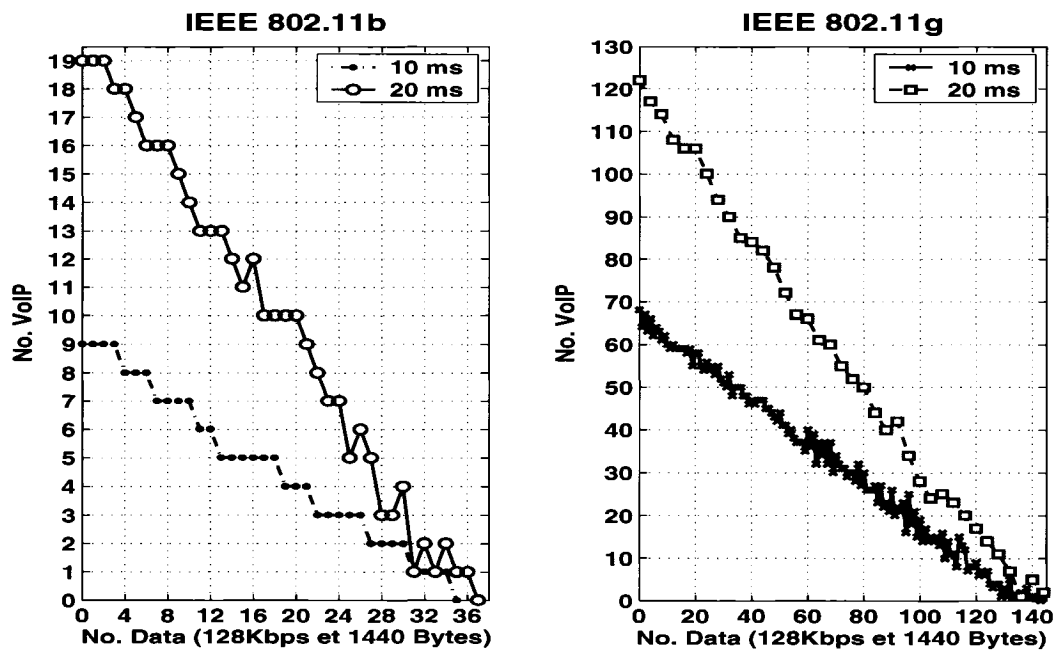 IEEE 802.11b
10 ms
20 ms
19
18
17
16
15
14
13
12
11
10
9
8
7
6
5
4
3
2
1
0
No. VoIP
0 4 8 12 16 20 24 28 32 36
No. Data (128Kbps et 1440 Bytes)
IEEE 802.11g
10 ms
20 ms
130
120
110
100
90
80
70
60
50
40
30
20
10
0
No. VoIP
0 20 40 60 80 100 120 140
No. Data (128Kbps et 1440 Bytes)